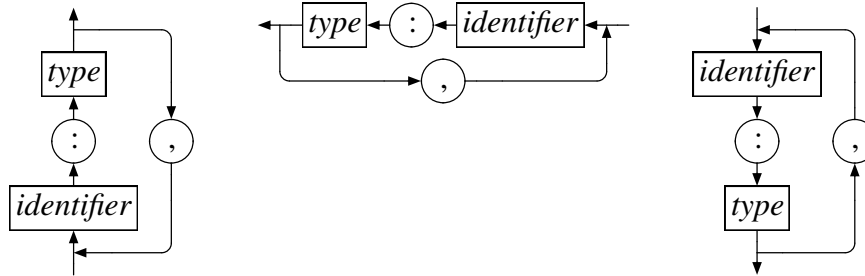 type
:
,
identifier
type : identifier
,
identifier
:
,
type